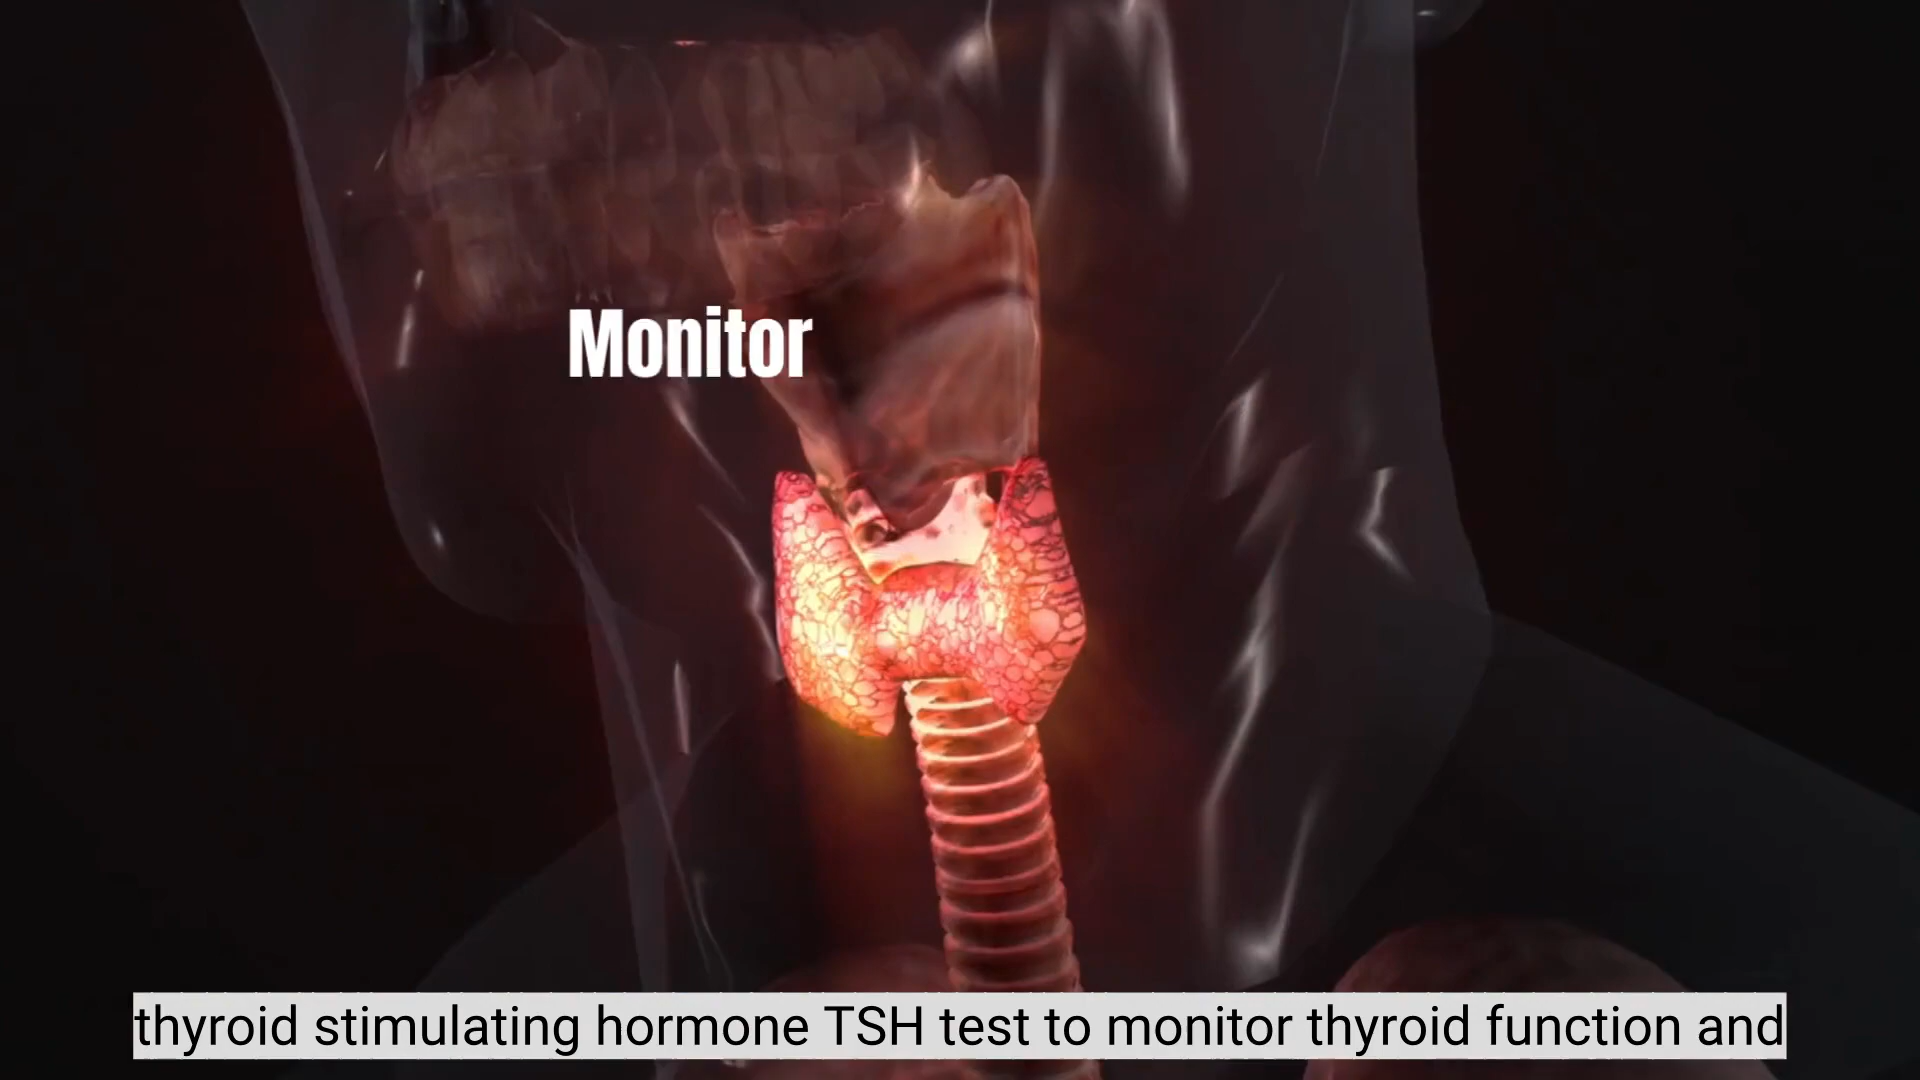 Monitor
thyroid stimulating hormone TSH test to monitor thyroid function and